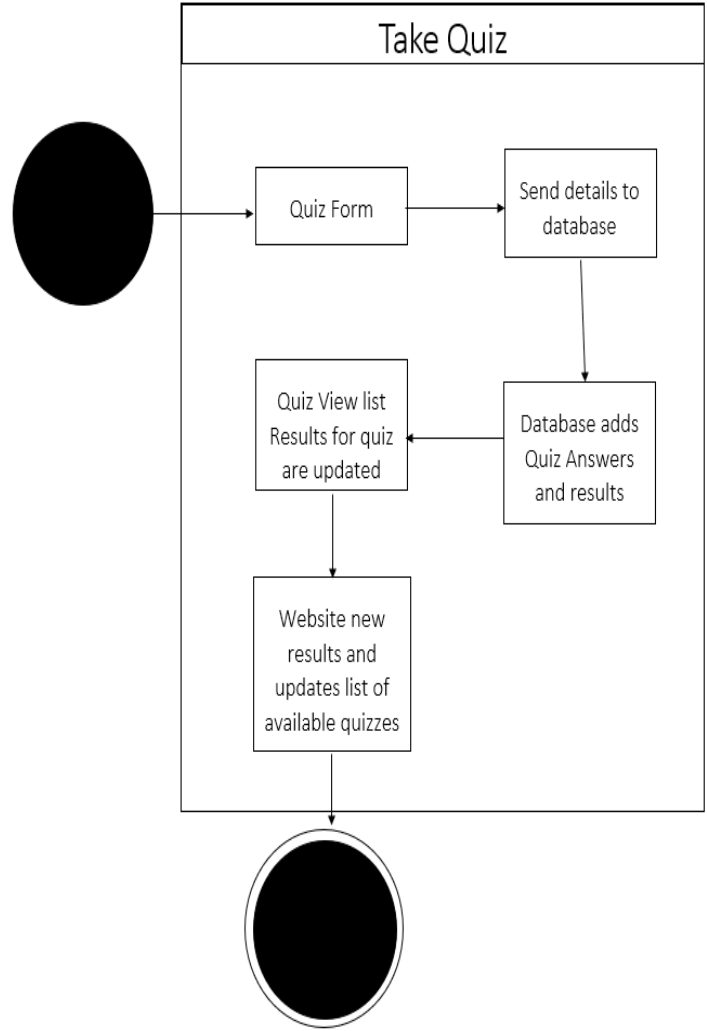 Take Quiz
Quiz Form
Send details to
database
Database adds
Quiz Answers
and results
Quiz View list
Results for quiz
are updated
Website new
results and
updates list of
available quizzes